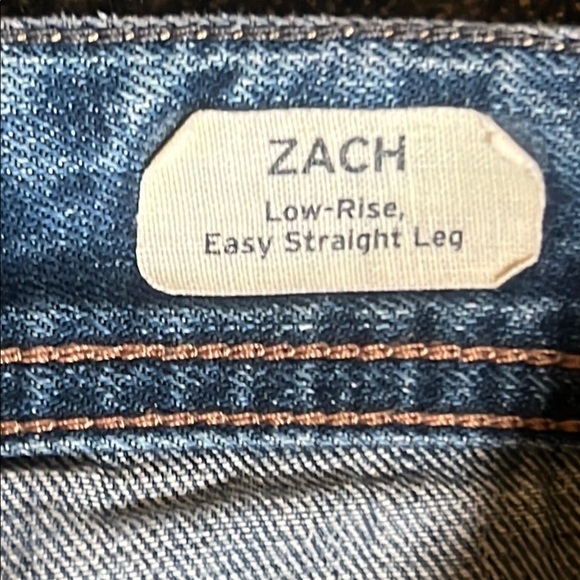 ZACH
Low-Rise,
Easy Straight Leg